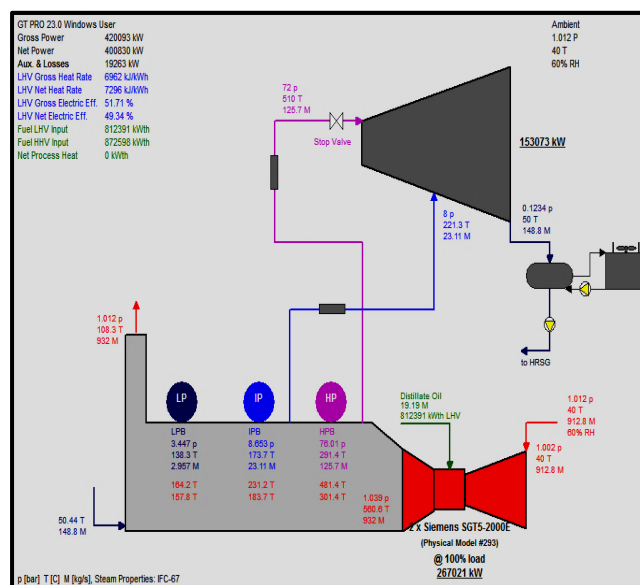 GT PRO 23.0 Windows User
Gross Power 420093 kW
Net Power 400830 kW
Aux. & Losses 19263 kW
LHV Gross Heat Rate 6962 kJ/kWh
LHV Net Heat Rate 7296 kJ/kWh
LHV Gross Electric Eff. 51.71 %
LHV Net Electric Eff. 49.34 %
Fuel LHV Input 812391 kWth
Fuel HHV Input 872598 kWth
Net Process Heat 0 kWth
Ambient
1.012 P
40 T
60% RH
72 p
510 T
125.7 M
Stop Valve
153073 kW
8 p
221.3 T
23.11 M
0.1234 p
50 T
148.8 M
to HRSG
1.012 p
108.3 T
932 M
LP
IP
HP
LPB
3.447 p
138.3 T
2.957 M
164.2 T
157.8 T
IPB
8.653 p
173.7 T
23.11 M
231.2 T
183.7 T
HPB
76.01 p
291.4 T
125.7 M
481.4 T
301.4 T
1.039 p
560.6 T
932 M
Distillate Oil
19.19 M
812391 kWth LHV
1.012 p
40 T
912.8 M
60% RH
1.002 p
40 T
912.8 M
50.44 T
148.8 M
2 x Siemens SGT5-2000E
(Physical Model #293)
@ 100% load
267021 kW
p [bar] T [C] M [kg/s], Steam Properties: IFC-67